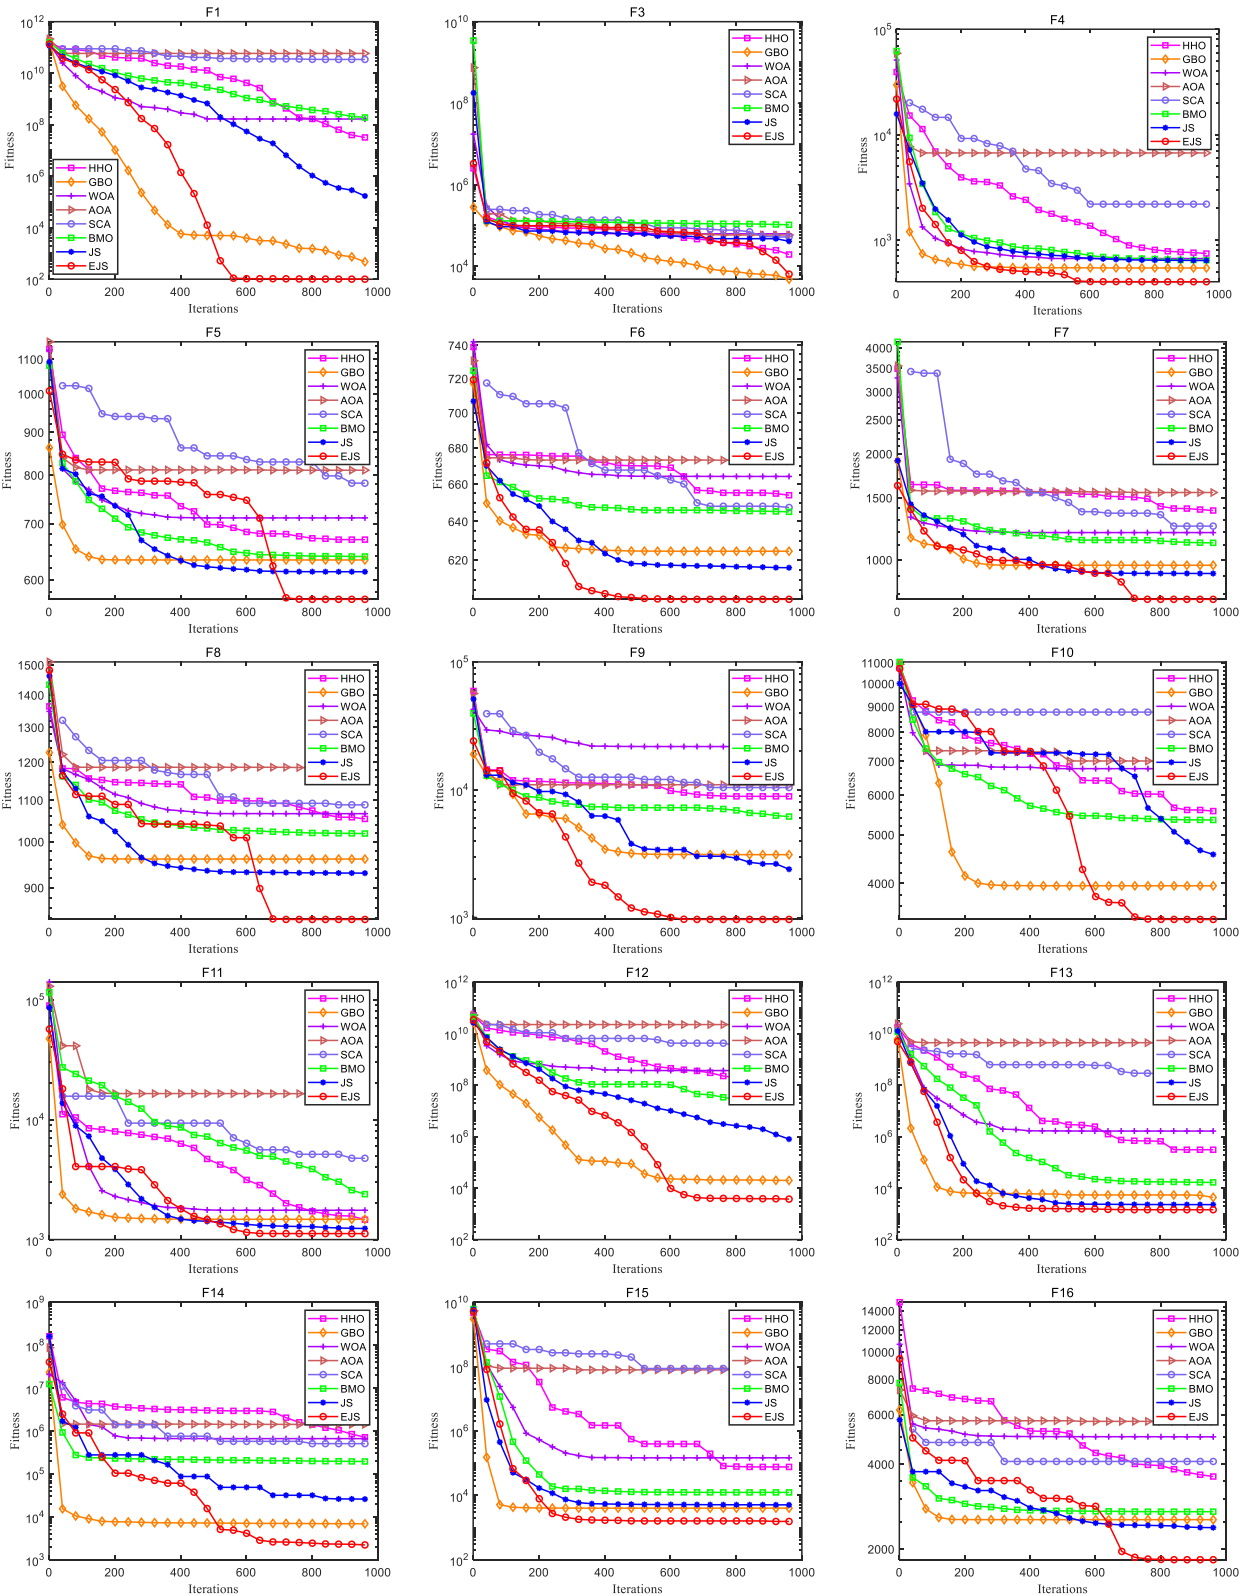 F1
10^12
10^10
10^8
10^6
10^4
10^2
Fitness
HHO
GBO
WOA
AOA
SCA
BMO
JS
EJS
0 200 400 600 800 1000
Iterations
F3
10^10
10^8
10^6
10^4
Fitness
HHO
GBO
WOA
AOA
SCA
BMO
JS
EJS
0 200 400 600 800 1000
Iterations
F4
10^5
10^4
10^3
Fitness
HHO
GBO
WOA
AOA
SCA
BMO
JS
EJS
0 200 400 600 800 1000
Iterations
F5
1100
1000
900
800
700
600
Fitness
HHO
GBO
WOA
AOA
SCA
BMO
JS
EJS
0 200 400 600 800 1000
Iterations
F6
740
720
700
680
660
640
620
Fitness
HHO
GBO
WOA
AOA
SCA
BMO
JS
EJS
0 200 400 600 800 1000
Iterations
F7
4000
3500
3000
2500
2000
1500
1000
Fitness
HHO
GBO
WOA
AOA
SCA
BMO
JS
EJS
0 200 400 600 800 1000
Iterations
F8
1500
1400
1300
1200
1100
1000
900
Fitness
HHO
GBO
WOA
AOA
SCA
BMO
JS
EJS
0 200 400 600 800 1000
Iterations
F9
10^5
10^4
10^3
Fitness
HHO
GBO
WOA
AOA
SCA
BMO
JS
EJS
0 200 400 600 800 1000
Iterations
F10
11000
10000
9000
8000
7000
6000
5000
4000
Fitness
HHO
GBO
WOA
AOA
SCA
BMO
JS
EJS
0 200 400 600 800 1000
Iterations
F11
10^5
10^4
10^3
Fitness
HHO
GBO
WOA
AOA
SCA
BMO
JS
EJS
0 200 400 600 800 1000
Iterations
F12
10^12
10^10
10^8
10^6
10^4
10^2
Fitness
HHO
GBO
WOA
AOA
SCA
BMO
JS
EJS
0 200 400 600 800 1000
Iterations
F13
10^12
10^10
10^8
10^6
10^4
10^2
Fitness
HHO
GBO
WOA
AOA
SCA
BMO
JS
EJS
0 200 400 600 800 1000
Iterations
F14
10^9
10^8
10^7
10^6
10^5
10^4
10^3
Fitness
HHO
GBO
WOA
AOA
SCA
BMO
JS
EJS
0 200 400 600 800 1000
Iterations
F15
10^10
10^8
10^6
10^4
10^2
Fitness
HHO
GBO
WOA
AOA
SCA
BMO
JS
EJS
0 200 400 600 800 1000
Iterations
F16
14000
12000
10000
8000
6000
4000
2000
Fitness
HHO
GBO
WOA
AOA
SCA
BMO
JS
EJS
0 200 400 600 800 1000
Iterations